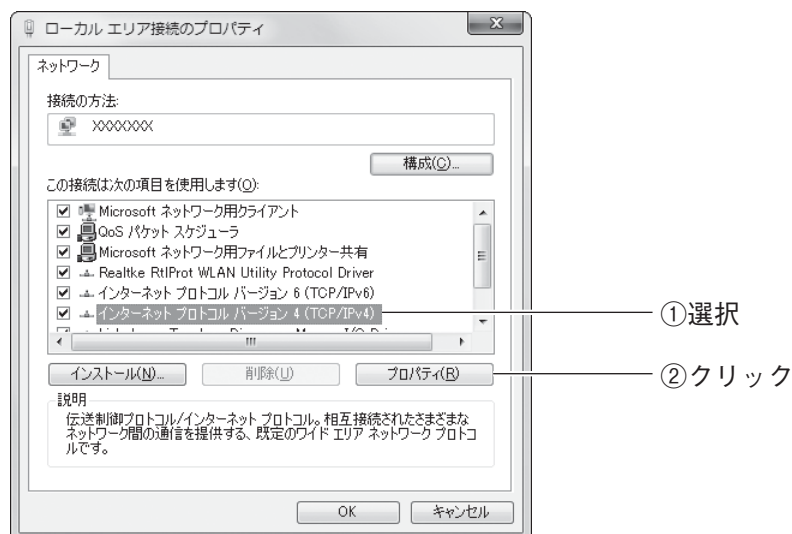 ローカル エリア接続のプロパティ
X
ネットワーク
接続の方法:
XXXXXXXX
構成(C)...
この接続は次の項目を使用します(O):
Microsoft ネットワーク用クライアント
QoS パケット スケジューラ
Microsoft ネットワーク用ファイルとプリンター共有
Realtke RtlProt WLAN Utility Protocol Driver
インターネット プロトコル バージョン 6 (TCP/IPv6)
インターネット プロトコル バージョン 4 (TCP/IPv4)
①選択
インストール(N)...
削除(U)
プロパティ(R)
②クリック
説明
伝送制御プロトコル/インターネット プロトコル。相互接続されたさまざまな
ネットワーク間の通信を提供する、既定のワイド エリア ネットワーク プロトコ
ルです。
OK
キャンセル